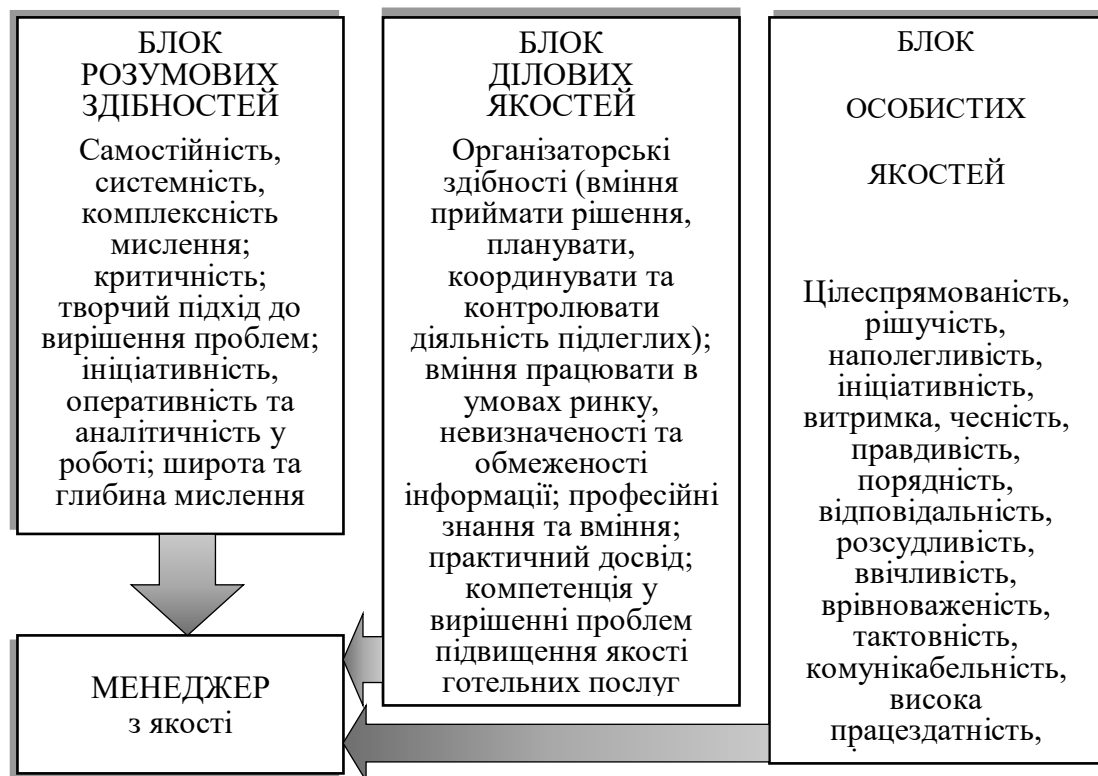 БЛОК
РОЗУМОВИХ
ЗДІБНОСТЕЙ
Самостійність,
системність,
комплексність
мислення;
критичність;
творчий підхід до
вирішення проблем;
ініціативність,
оперативність та
аналітичність у
роботі; широта та
глибина мислення
БЛОК
ДІЛОВИХ
ЯКОСТЕЙ
Організаторські
здібності (вміння
приймати рішення,
планувати,
координувати та
контролювати
діяльність підлеглих);
вміння працювати в
умовах ринку,
невизначеності та
обмеженості
інформації; професійні
знання та вміння;
практичний досвід;
компетенція у
вирішенні проблем
підвищення якості
готельних послуг
БЛОК
ОСОБИСТИХ
ЯКОСТЕЙ
Цілеспрямованість,
рішучість,
наполегливість,
ініціативність,
витримка, чесність,
правдивість,
порядність,
відповідальність,
розсудливість,
ввічливість,
врівноваженість,
тактовність,
комунікабельність,
висока
працездатність,
МЕНЕДЖЕР
з якості